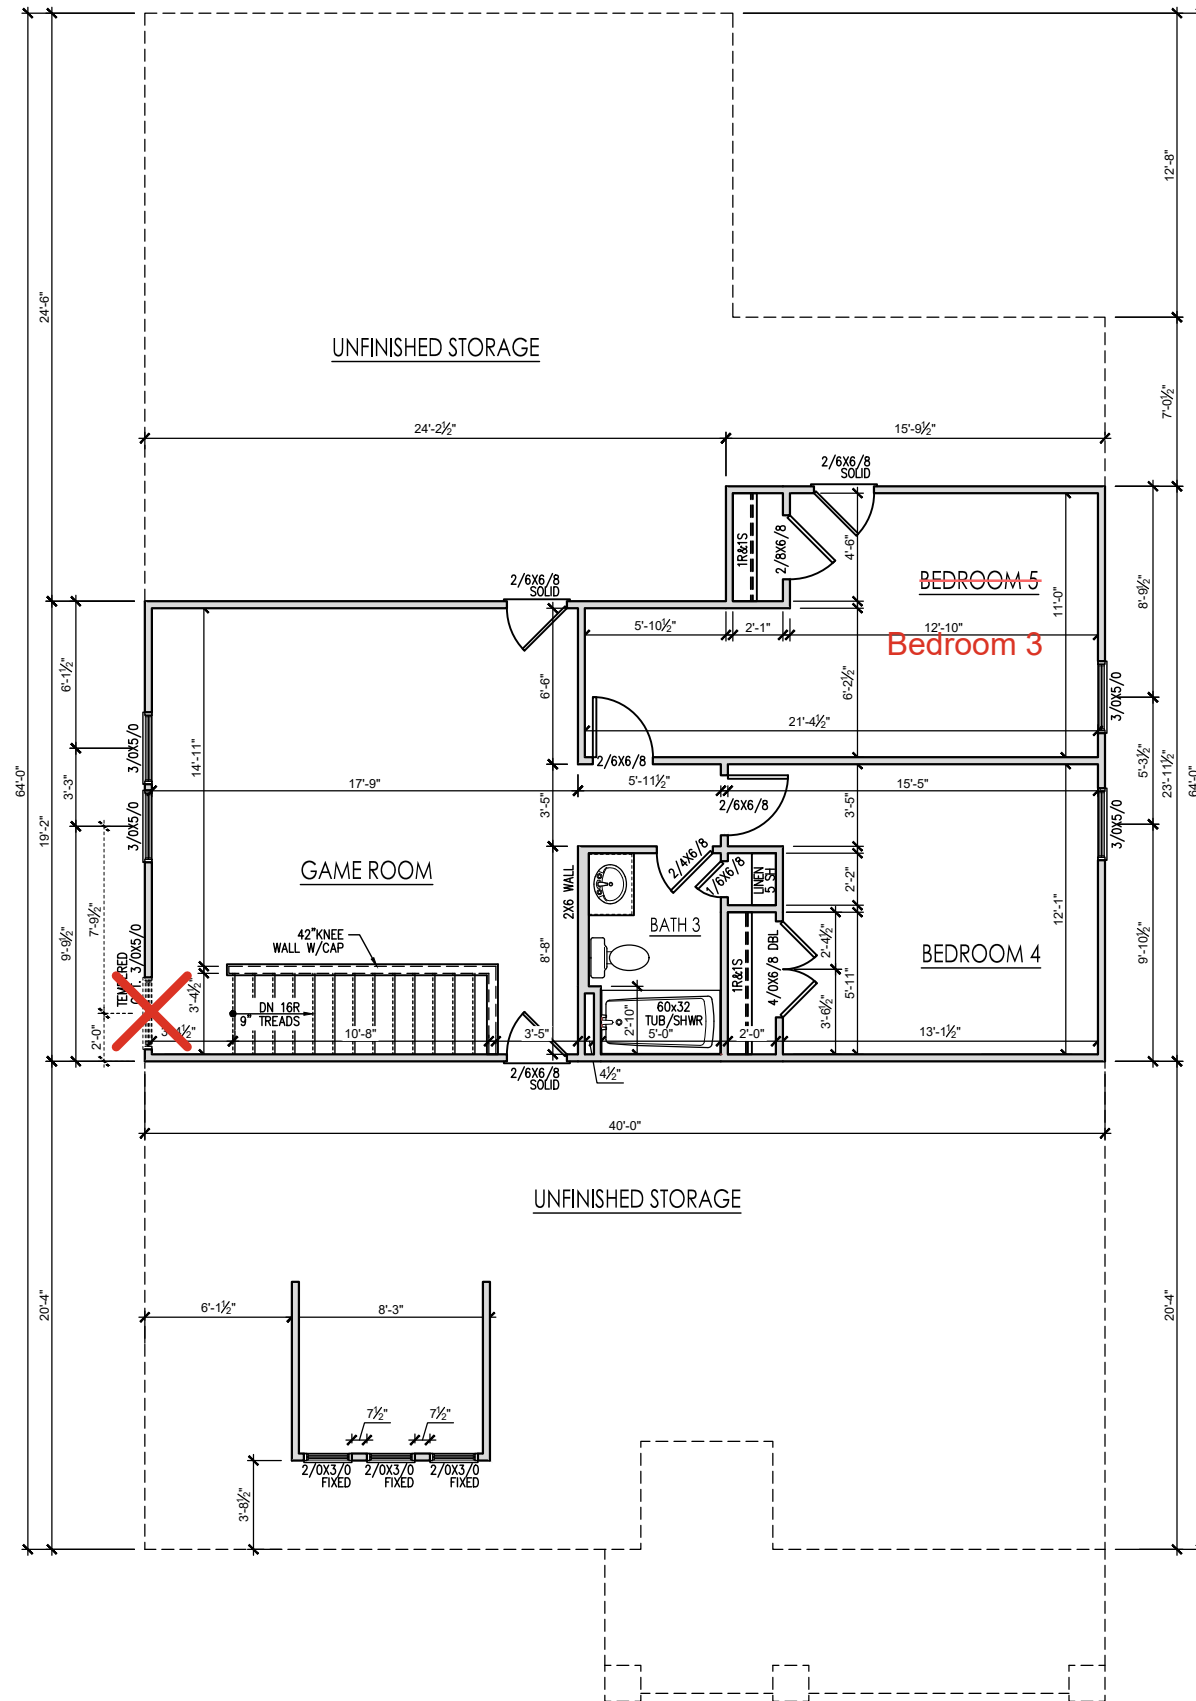 12'-8"
24'-6"
UNFINISHED STORAGE
7'-0½"
24'-2½"
15'-9½"
2/6X6/8
SOLID
1R&1S
2/8X6/8
4'-6"
BEDROOM 5
11'-0"
8'-9½"
2/6X6/8
SOLID
5'-10½"
2'-1"
12'-10"
Bedroom 3
6'-1½"
6'-6"
6'-2½"
3/0X5/0
21'-4½"
3/0X5/0
14'-11"
2/6X6/8
5'-3½"
23'-11½"
64'-0"
64'-0"
3'-3"
17'-9"
5'-11½"
15'-5"
2/6X6/8
19'-2"
3/0X5/0
3'-5"
3'-5"
3/0X5/0
GAME ROOM
2X6 WALL
2/4X6/8
1/6X6/8
LINEN
5 SH
2'-2"
12'-1"
7'-9½"
9'-9½"
BATH 3
42"KNEE
WALL W/CAP
8'-8"
4/0X6/8 DBL
2'-4½"
BEDROOM 4
9'-10½"
TEMPERED
3/0X5/0
3'-4½"
1R&1S
5'-11"
DN 16R
9" TREADS
60x32
TUB/SHWR
2'-10"
3'-6½"
2'-0"
10'-8"
3'-5"
5'-0"
2'-0"
13'-1½"
2/6X6/8
SOLID
4½"
40'-0"
UNFINISHED STORAGE
20'-4"
20'-4"
6'-1½"
8'-3"
7½"
7½"
2/0X3/0
FIXED
2/0X3/0
FIXED
2/0X3/0
FIXED
3'-8½"